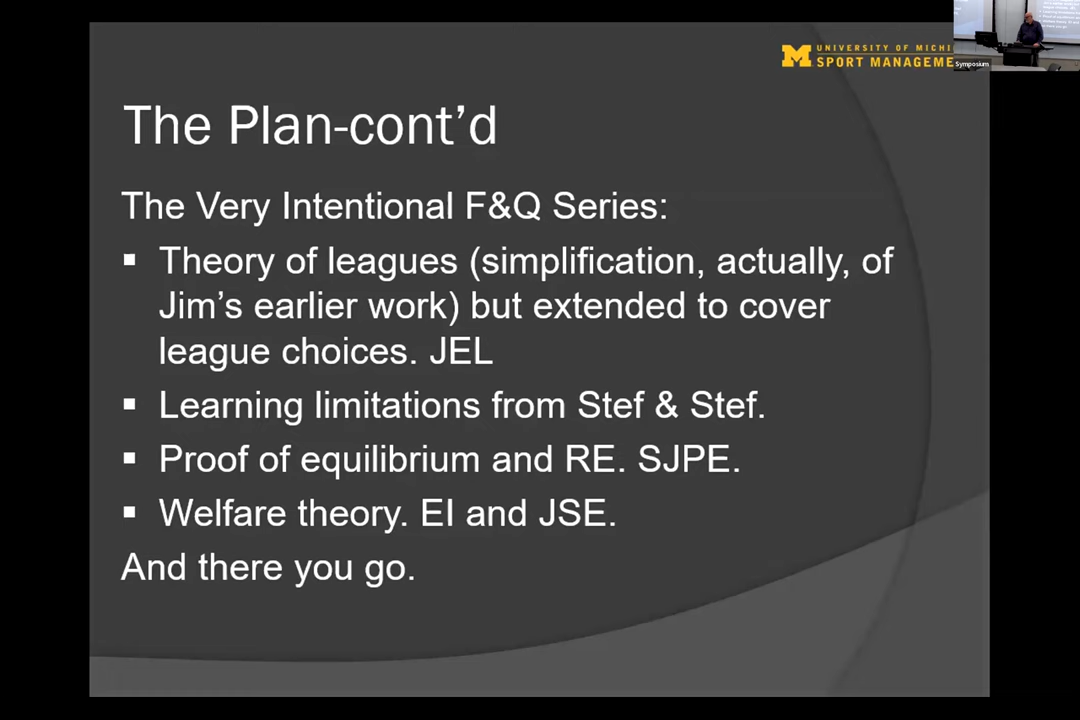 UNIVERSITY OF MICHI
SPORT MANAGEME
Symposium
The Plan-cont’d
The Very Intentional F&Q Series:
▪ Theory of leagues (simplification, actually, of
Jim’s earlier work) but extended to cover
league choices. JEL
▪ Learning limitations from Stef & Stef.
▪ Proof of equilibrium and RE. SJPE.
▪ Welfare theory. EI and JSE.
And there you go.